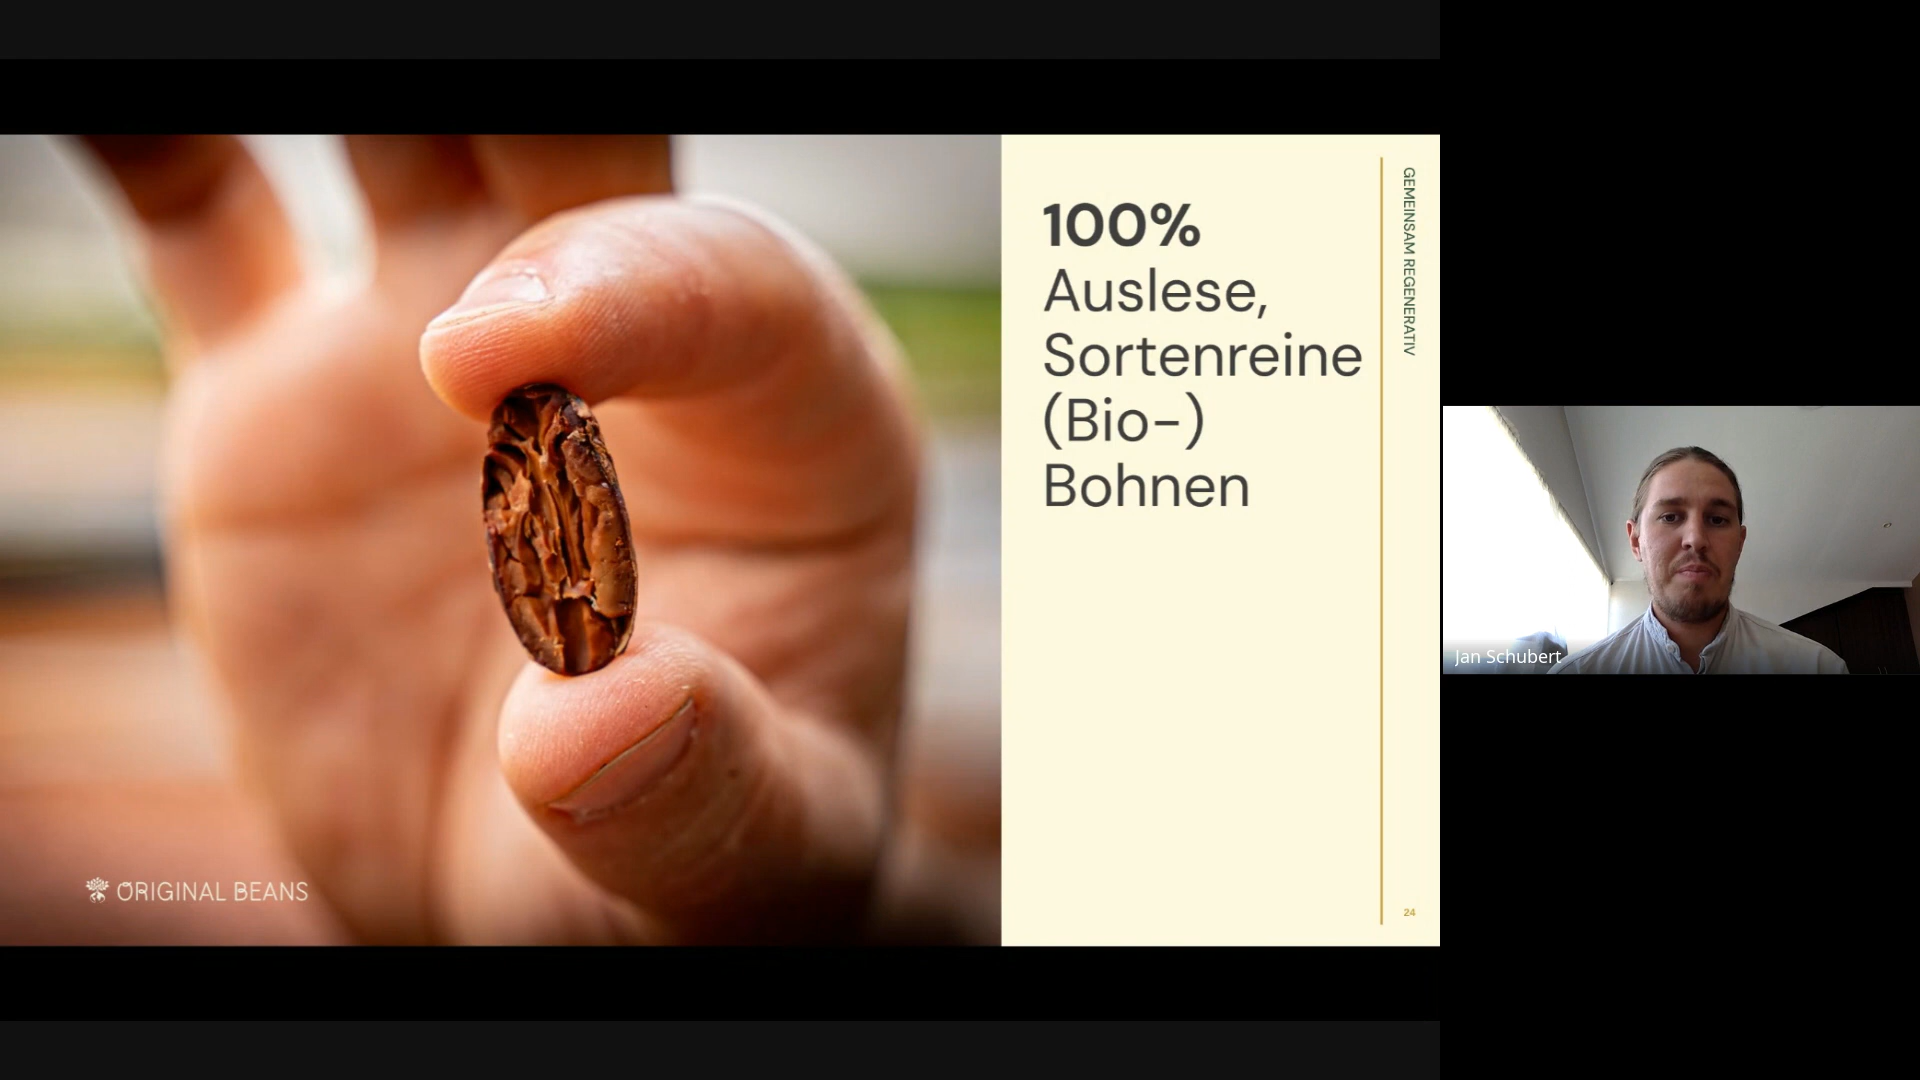 100%
Auslese,
Sortenreine
(Bio-)
Bohnen
GEMEINSAM REGENERATIV
ORIGINAL BEANS
24
Jan Schubert